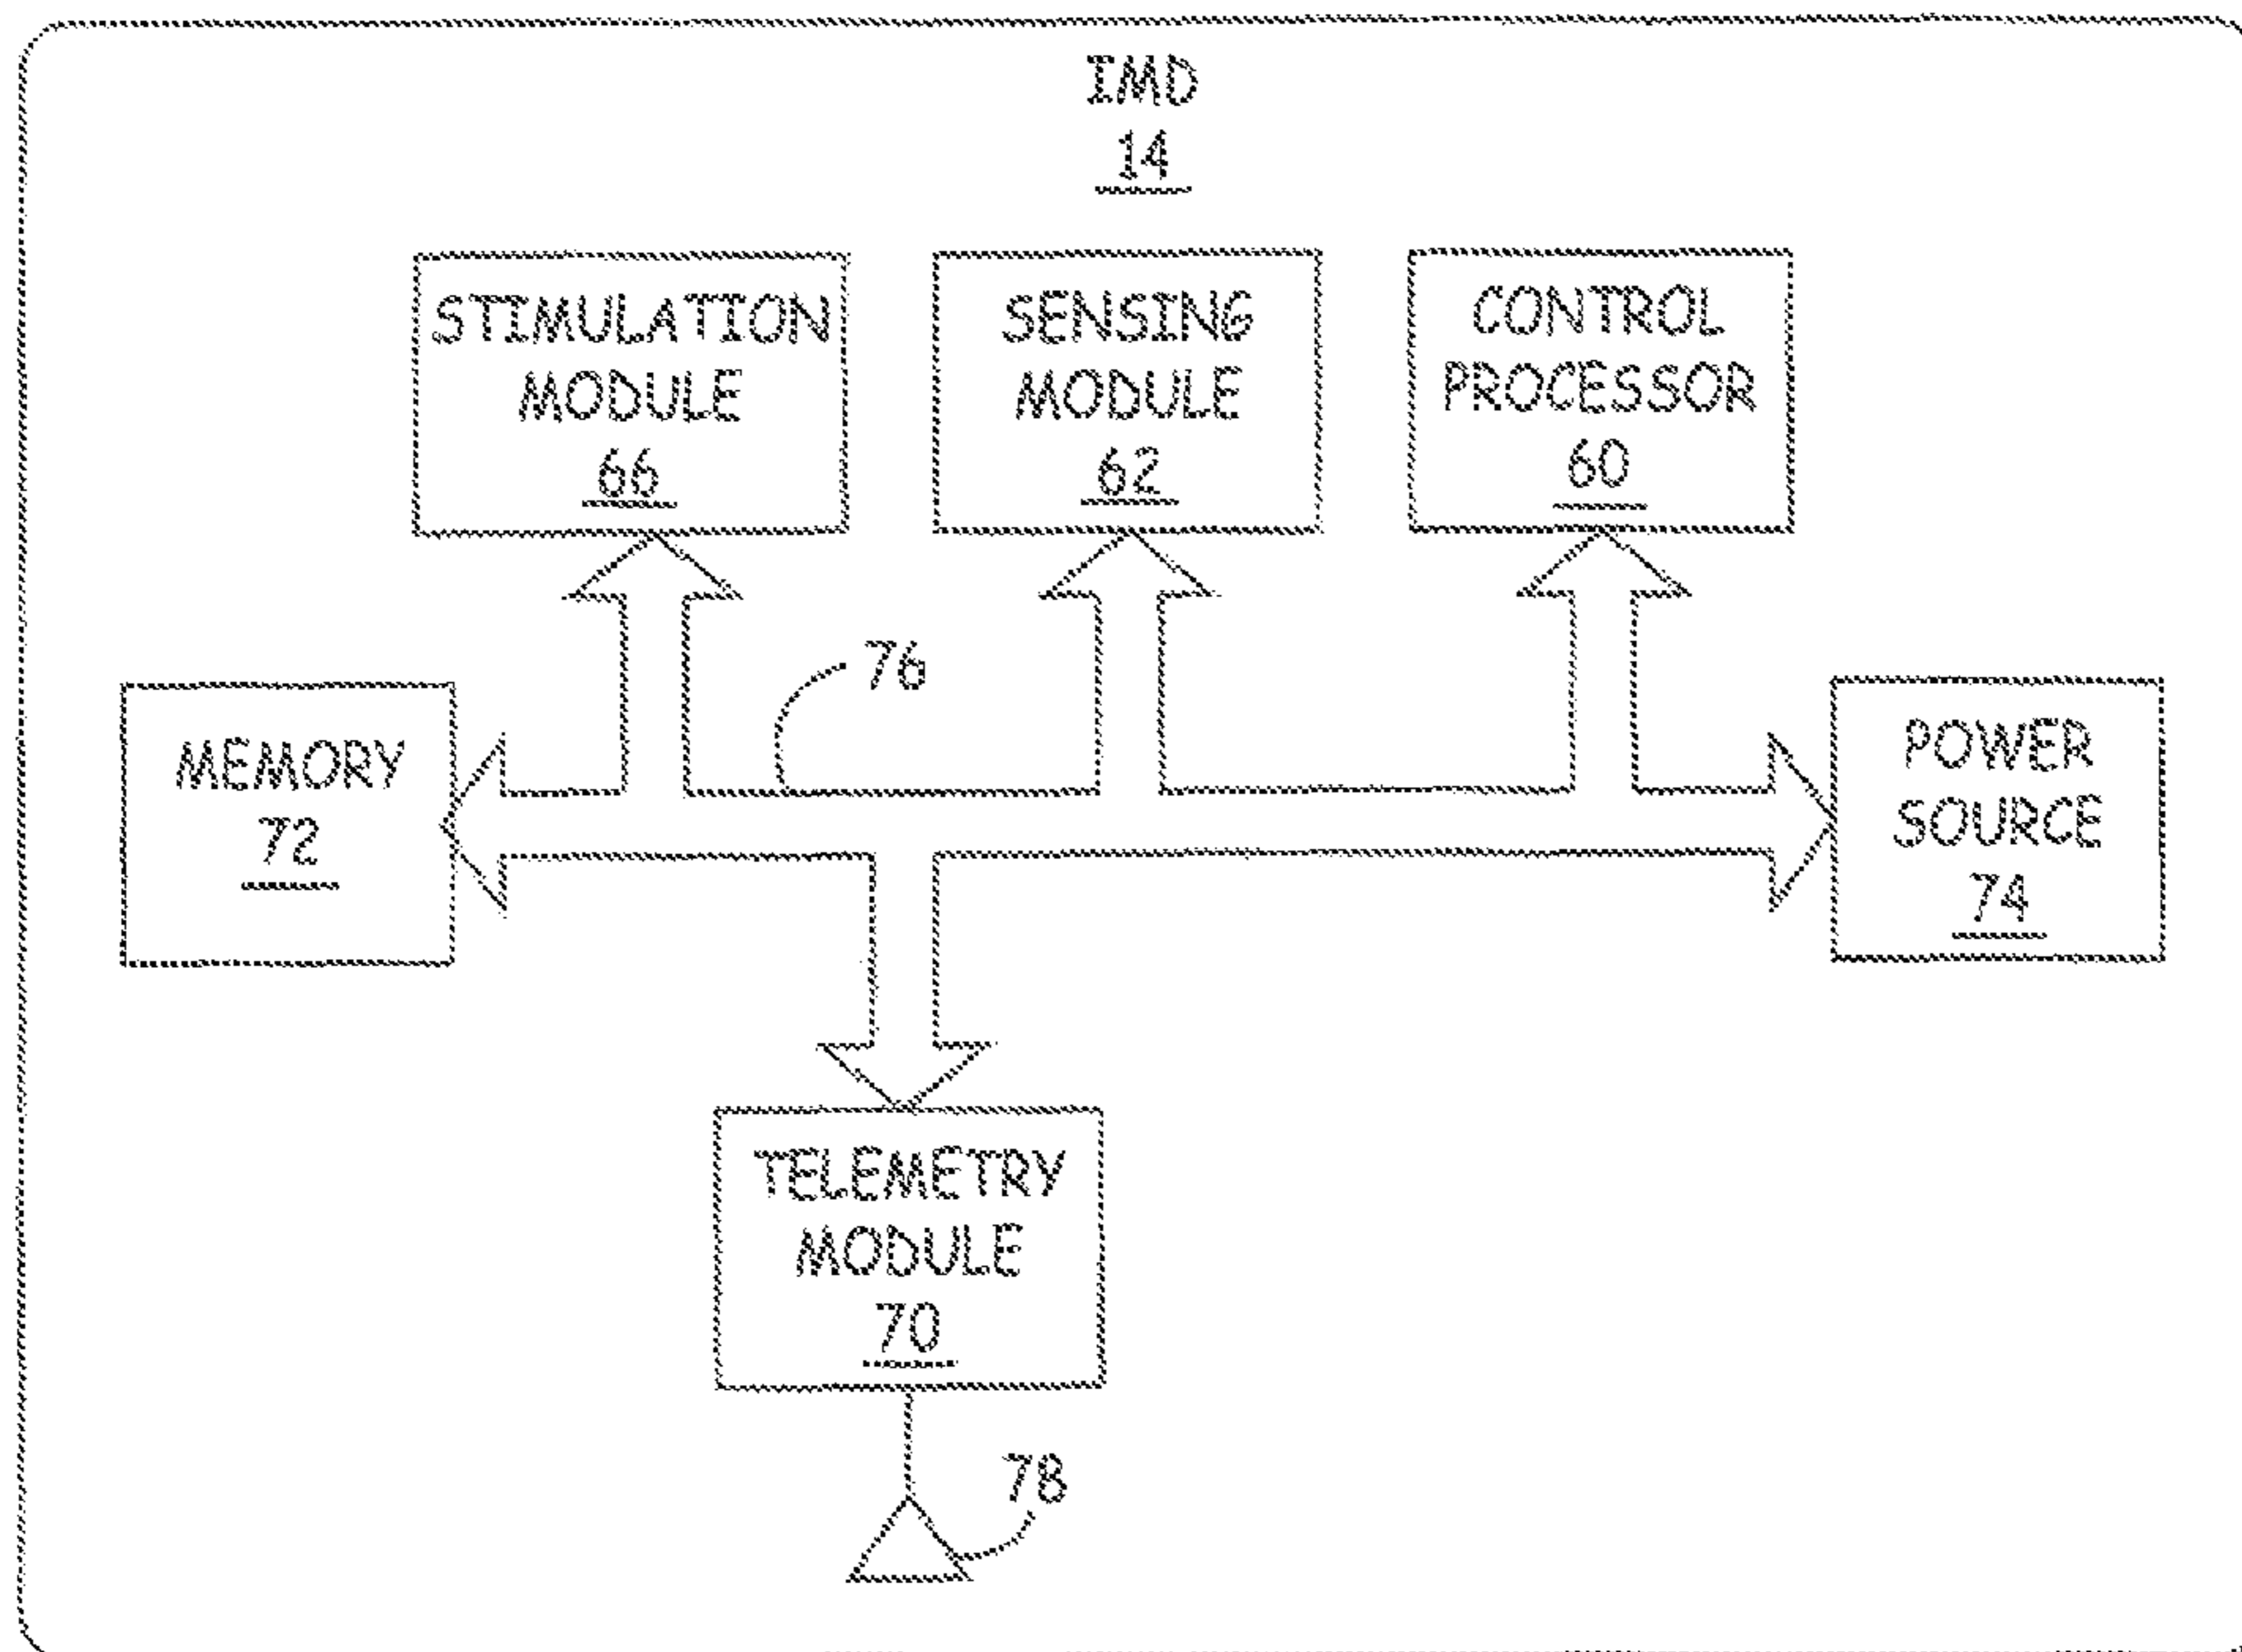 IMD
14
STIMULATION
MODULE
66
SENSING
MODULE
62
CONTROL
PROCESSOR
60
76
MEMORY
72
POWER
SOURCE
74
TELEMETRY
MODULE
70
78